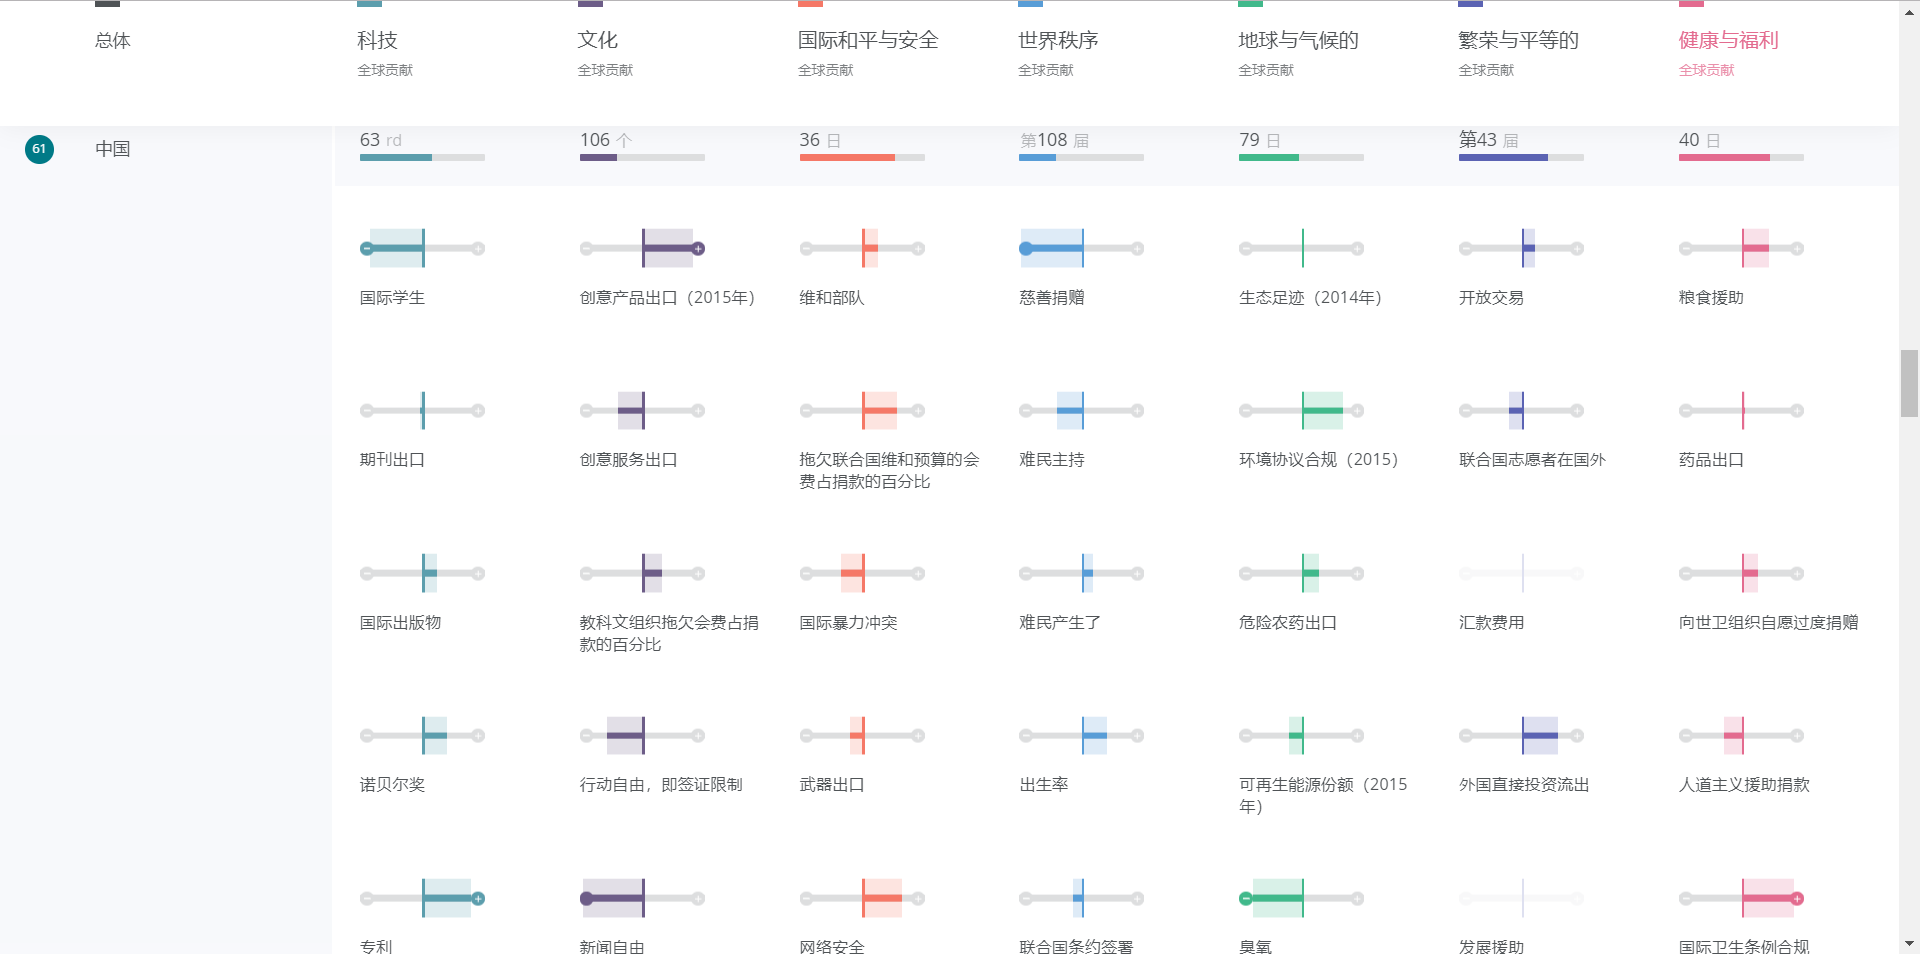 总体
科技
文化
国际和平与安全
世界秩序
地球与气候的
繁荣与平等的
健康与福利
全球贡献
全球贡献
全球贡献
全球贡献
全球贡献
全球贡献
全球贡献
61
中国
63 rd
106 个
36 日
第108 届
79 日
第43 届
40 日
国际学生
创意产品出口（2015年）
维和部队
慈善捐赠
生态足迹（2014年）
开放交易
粮食援助
期刊出口
创意服务出口
拖欠联合国维和预算的会
费占捐款的百分比
难民主持
环境协议合规（2015）
联合国志愿者在国外
药品出口
国际出版物
教科文组织拖欠会费占捐
款的百分比
国际暴力冲突
难民产生了
危险农药出口
汇款费用
向世卫组织自愿过度捐赠
诺贝尔奖
行动自由，即签证限制
武器出口
出生率
可再生能源份额（2015
年）
外国直接投资流出
人道主义援助捐款
专利
新闻自由
网络安全
联合国条约签署
臭氧
发展援助
国际卫生条例合规